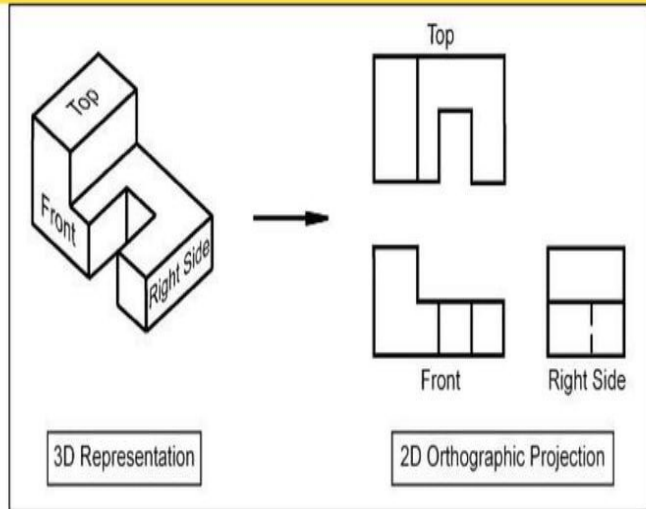 Top
Front
Right Side
Top
Front
Right Side
3D Representation
2D Orthographic Projection